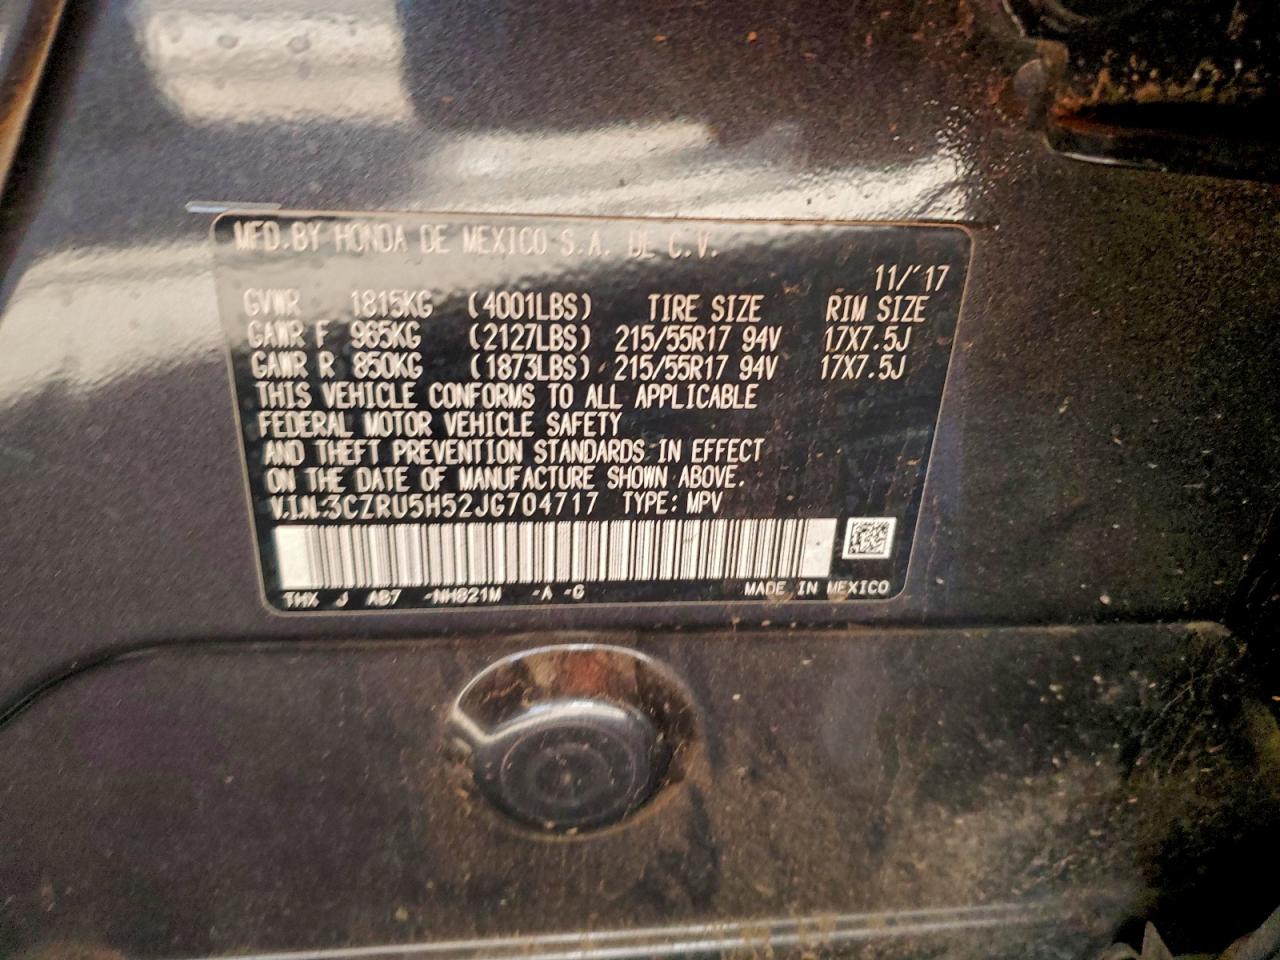 MFD.BY HONDA DE MEXICO S.A. DE C.V.
11/'17
GVWR 1815KG (4001LBS) TIRE SIZE RIM SIZE
GAWR F 965KG (2127LBS) 215/55R17 94V 17X7.5J
GAWR R 850KG (1873LBS) 215/55R17 94V 17X7.5J
THIS VEHICLE CONFORMS TO ALL APPLICABLE
FEDERAL MOTOR VEHICLE SAFETY
AND THEFT PREVENTION STANDARDS IN EFFECT
ON THE DATE OF MANUFACTURE SHOWN ABOVE.
V.I.N.:3CZRU5H52JG704717 TYPE: MPV
THX J AB7 -NH821M -A -G MADE IN MEXICO